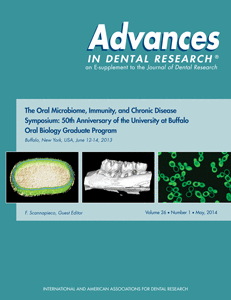 Advances
IN DENTAL RESEARCH®
an E-supplement to the Journal of Dental Research
The Oral Microbiome, Immunity, and Chronic Disease
Symposium: 50th Anniversary of the University at Buffalo
Oral Biology Graduate Program
Buffalo, New York, USA, June 12-14, 2013
F. Scannapieco, Guest Editor
Volume 26 • Number 1 • May, 2014
INTERNATIONAL AND AMERICAN ASSOCIATIONS FOR DENTAL RESEARCH